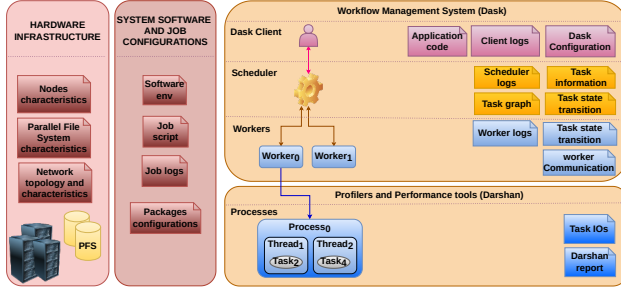 HARDWARE
INFRASTRUCTURE
Nodes
characteristics
Parallel File
System
characteristics
Network
topology and
characteristics
PFS
SYSTEM SOFTWARE
AND JOB
CONFIGURATIONS
Software
env
Job
script
Job logs
Packages
configurations
Workflow Management System (Dask)
Dask Client
Application
code
Client logs
Dask
Configuration
Scheduler
Scheduler
logs
Task
information
Task graph
Task state
transition
Workers
Worker0
Worker1
Worker logs
Task state
transition
worker
Communication
Profilers and Performance tools (Darshan)
Processes
Process0
Thread1
Task2
Thread2
Task4
Task IOs
Darshan
report